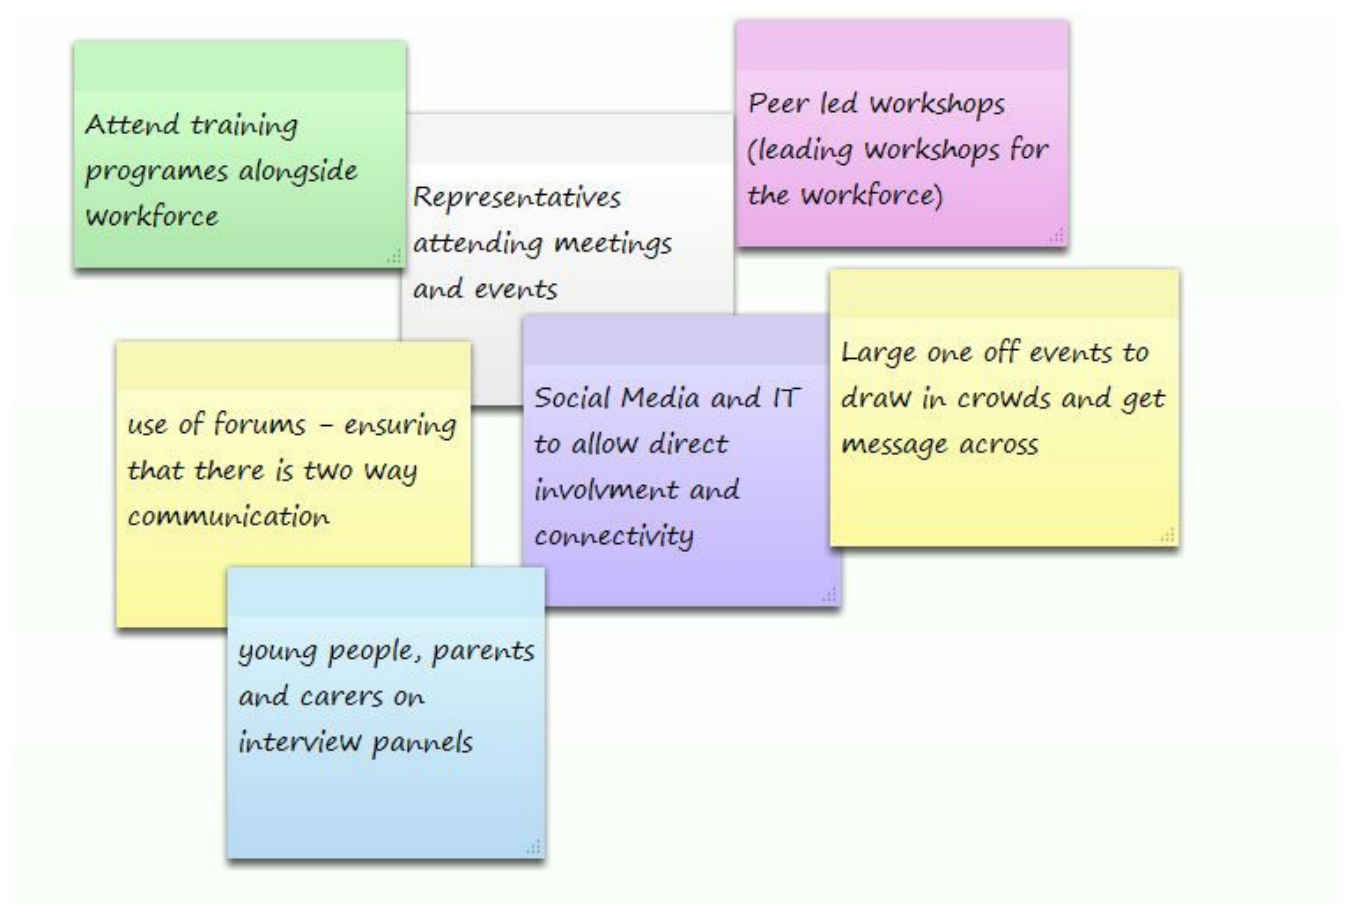 Attend training
programes alongside
workforce
Representatives
attending meetings
and events
Peer led workshops
(leading workshops for
the workforce)
use of forums - ensuring
that there is two way
communication
Social Media and IT
to allow direct
involvment and
connectivity
Large one off events to
draw in crowds and get
message across
young people, parents
and carers on
interview pannels